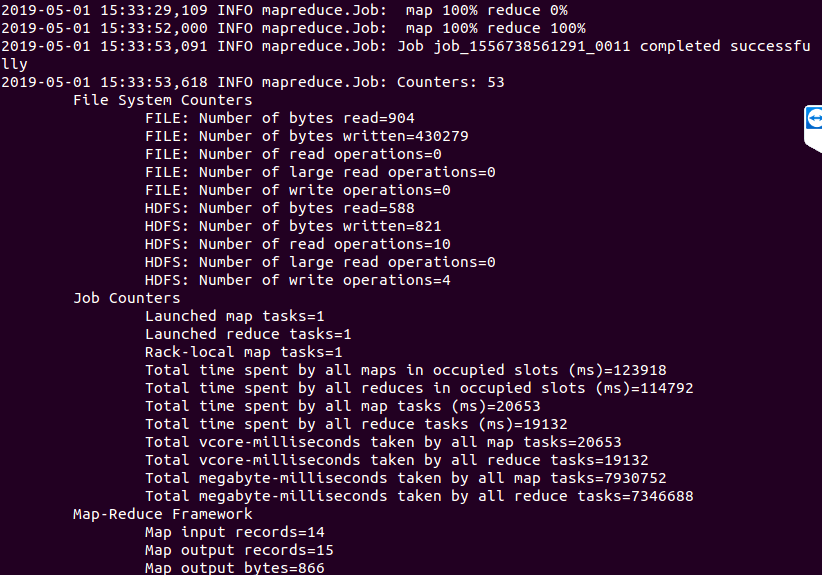 2019-05-01 15:33:29,109 INFO mapreduce.Job:  map 100% reduce 0%
2019-05-01 15:33:52,000 INFO mapreduce.Job:  map 100% reduce 100%
2019-05-01 15:33:53,091 INFO mapreduce.Job: Job job_1556738561291_0011 completed successfu
lly
2019-05-01 15:33:53,618 INFO mapreduce.Job: Counters: 53
File System Counters
FILE: Number of bytes read=904
FILE: Number of bytes written=430279
FILE: Number of read operations=0
FILE: Number of large read operations=0
FILE: Number of write operations=0
HDFS: Number of bytes read=588
HDFS: Number of bytes written=821
HDFS: Number of read operations=10
HDFS: Number of large read operations=0
HDFS: Number of write operations=4
Job Counters
Launched map tasks=1
Launched reduce tasks=1
Rack-local map tasks=1
Total time spent by all maps in occupied slots (ms)=123918
Total time spent by all reduces in occupied slots (ms)=114792
Total time spent by all map tasks (ms)=20653
Total time spent by all reduce tasks (ms)=19132
Total vcore-milliseconds taken by all map tasks=20653
Total vcore-milliseconds taken by all reduce tasks=19132
Total megabyte-milliseconds taken by all map tasks=7930752
Total megabyte-milliseconds taken by all reduce tasks=7346688
Map-Reduce Framework
Map input records=14
Map output records=15
Map output bytes=866